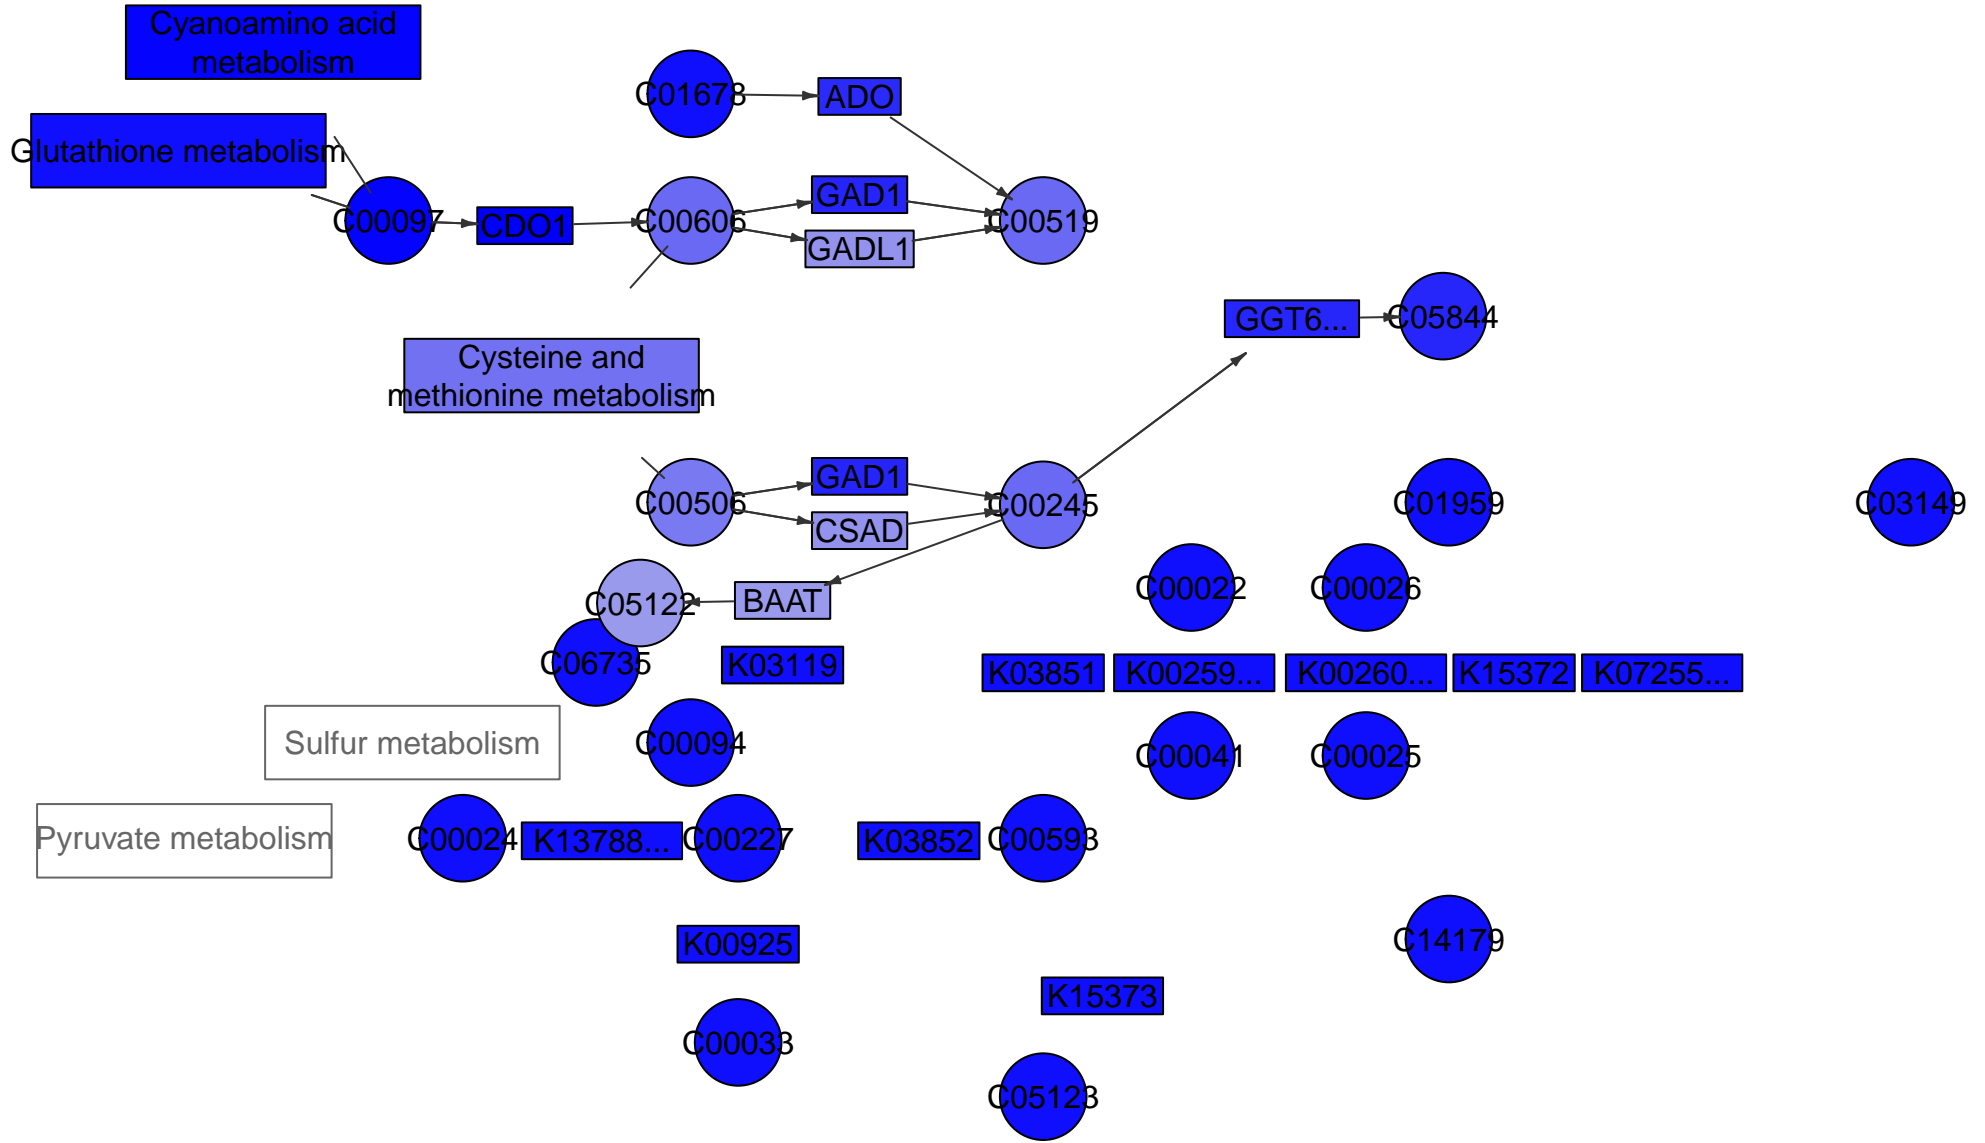 Cyanoamino acid
metabolism
C01678
ADO
Glutathione metabolism
C00097
CDO1
C00606
GAD1
GADL1
C00519
GGT6...
C05844
Cysteine and
methionine metabolism
C00506
GAD1
CSAD
C00245
C01959
C03149
C05122
BAAT
C00022
C00026
C06735
K03119
K03851
K00259...
K00260...
K15372
K07255...
Sulfur metabolism
C00094
C00041
C00025
Pyruvate metabolism
C00024
K13788...
C00227
K03852
C00593
K00925
C14179
K15373
C00033
C05123